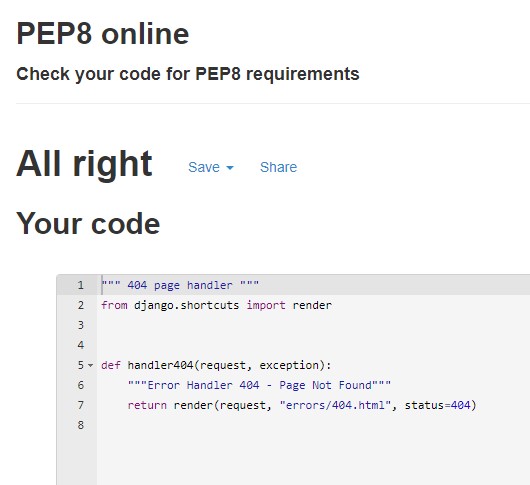 PEP8 online
Check your code for PEP8 requirements
All right Save Share
Your code
1 """ 404 page handler """
2 from django.shortcuts import render
3
4
5 def handler404(request, exception):
6     """Error Handler 404 - Page Not Found"""
7     return render(request, "errors/404.html", status=404)
8